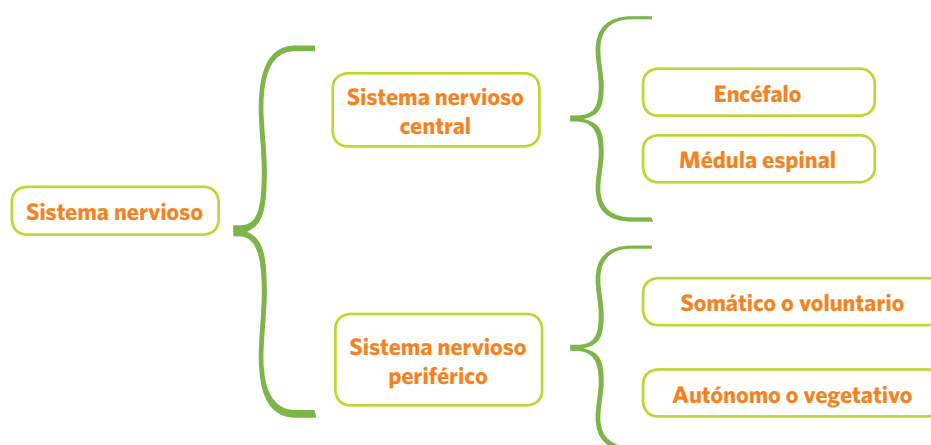 Sistema nervioso
Sistema nervioso
central
Encéfalo
Médula espinal
Sistema nervioso
periférico
Somático o voluntario
Autónomo o vegetativo